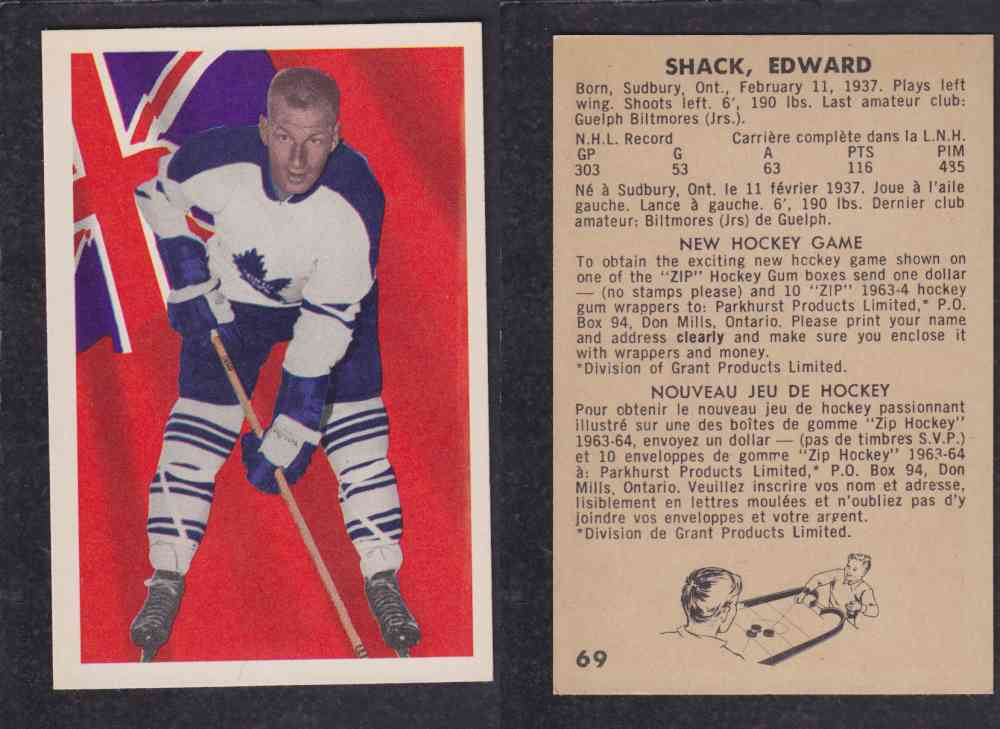 SHACK, EDWARD
Born, Sudbury, Ont., February 11, 1937. Plays left
wing. Shoots left. 6', 190 lbs. Last amateur club:
Guelph Biltmores (Jrs.).
N.H.L. Record Carrière complète dans la L.N.H.
GP G A PTS PIM
303 53 63 116 435
Né à Sudbury, Ont. le 11 février 1937. Joue à l'aile
gauche. Lance à gauche. 6', 190 lbs. Dernier club
amateur: Biltmores (Jrs) de Guelph.
NEW HOCKEY GAME
To obtain the exciting new hockey game shown on
one of the "ZIP" Hockey Gum boxes send one dollar
— (no stamps please) and 10 "ZIP" 1963-4 hockey
gum wrappers to: Parkhurst Products Limited,* P.O.
Box 94, Don Mills, Ontario. Please print your name
and address clearly and make sure you enclose it
with wrappers and money.
*Division of Grant Products Limited.
NOUVEAU JEU DE HOCKEY
Pour obtenir le nouveau jeu de hockey passionnant
illustré sur une des boîtes de gomme "Zip Hockey"
1963-64, envoyez un dollar — (pas de timbres S.V.P.)
et 10 enveloppes de gomme "Zip Hockey" 1963-64
à: Parkhurst Products Limited,* P.O. Box 94, Don
Mills, Ontario. Veuillez inscrire vos nom et adresse,
lisiblement en lettres moulées et n'oubliez pas d'y
joindre vos enveloppes et votre argent.
*Division de Grant Products Limited.
69